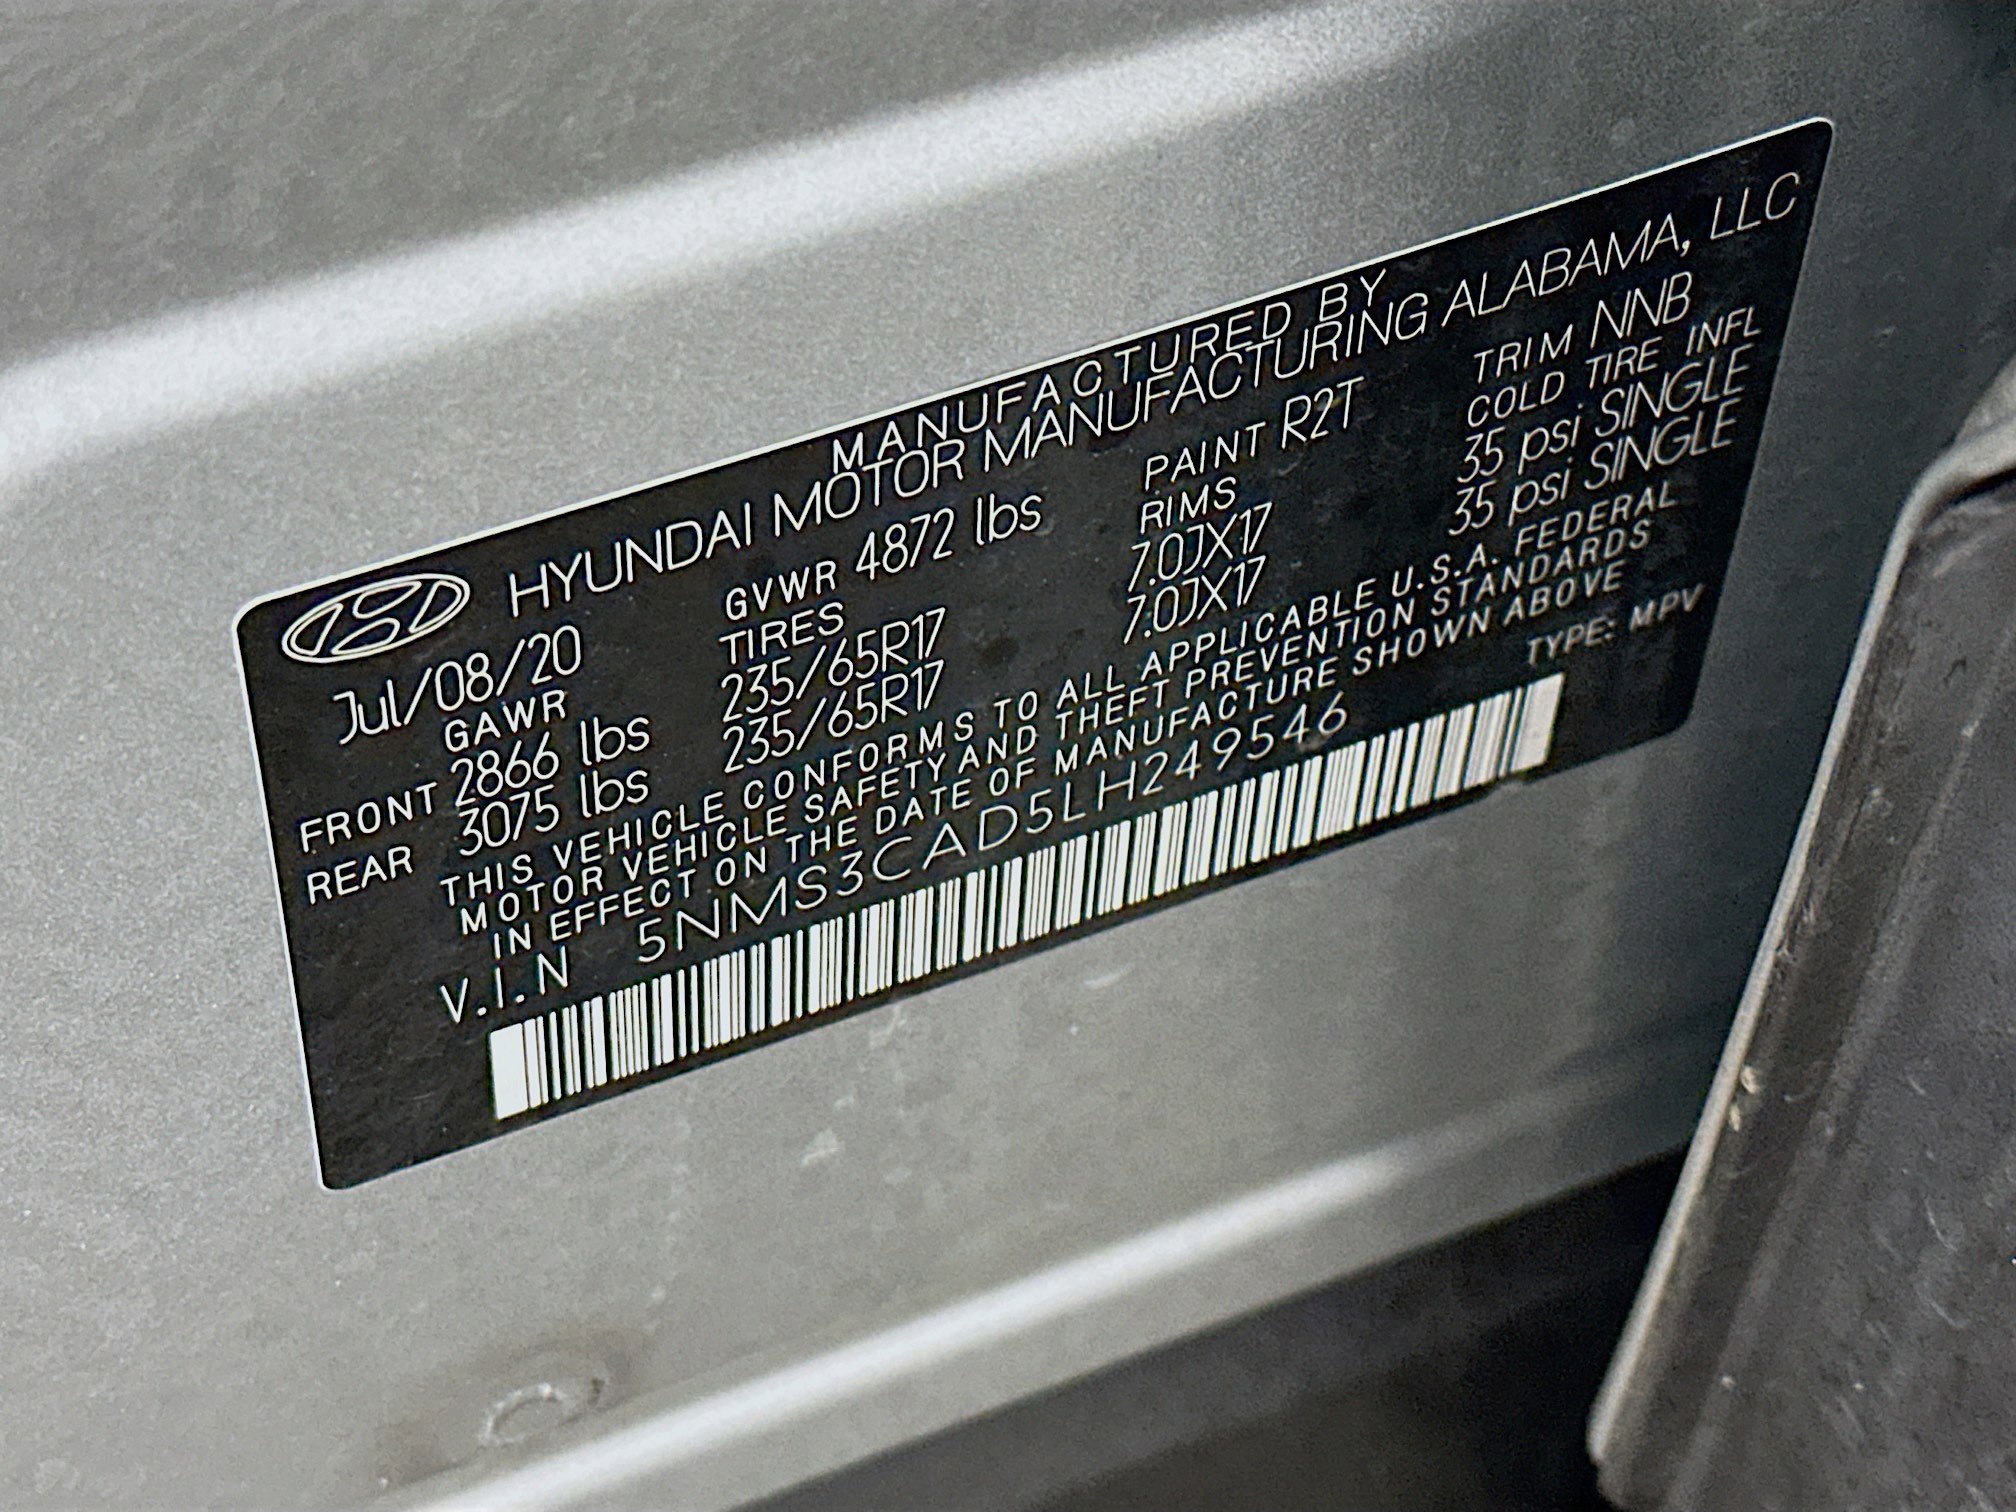 MANUFACTURED BY
HYUNDAI MOTOR MANUFACTURING ALABAMA, LLC
Jul/08/20 GVWR 4872 lbs PAINT R2T TRIM NNB
GAWR TIRES RIMS COLD TIRE INFL
FRONT 2866 lbs 235/65R17 7.0JX17 35 psi SINGLE
REAR 3075 lbs 235/65R17 7.0JX17 35 psi SINGLE
THIS VEHICLE CONFORMS TO ALL APPLICABLE U.S.A. FEDERAL
MOTOR VEHICLE SAFETY AND THEFT PREVENTION STANDARDS
IN EFFECT ON THE DATE OF MANUFACTURE SHOWN ABOVE
V.I.N 5NMS3CAD5LH249546 TYPE: MPV